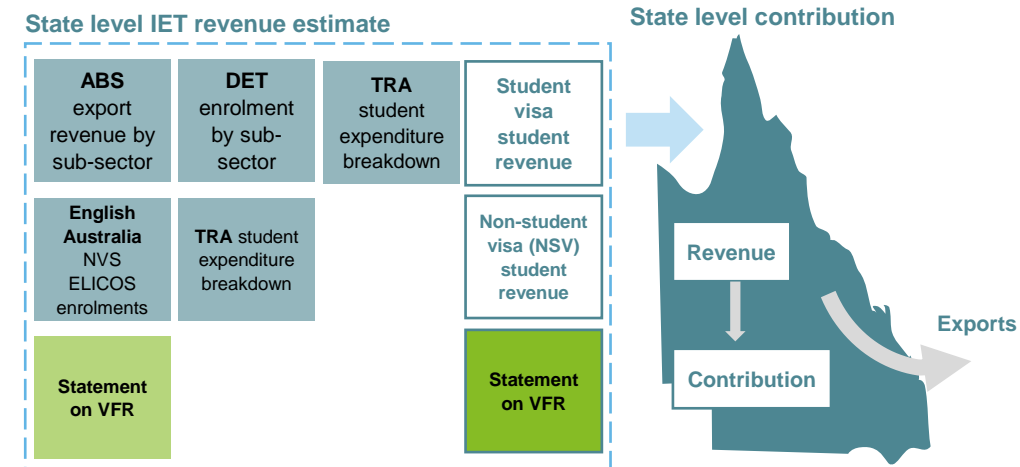 State level IET revenue estimate
State level contribution
ABS
export
revenue by
sub-sector
DET
enrolment
by sub-
sector
TRA
student
expenditure
breakdown
Student
visa
student
revenue
English
Australia
NVS
ELICOS
enrolments
TRA student
expenditure
breakdown
Non-student
visa (NSV)
student
revenue
Statement
on VFR
Statement
on VFR
Revenue
Contribution
Exports